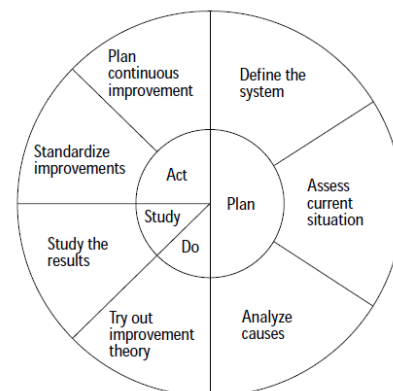 Plan
continuous
improvement
Define the
system
Standardize
improvements
Act
Assess
current
situation
Plan
Study
Do
Study the
results
Try out
improvement
theory
Analyze
causes